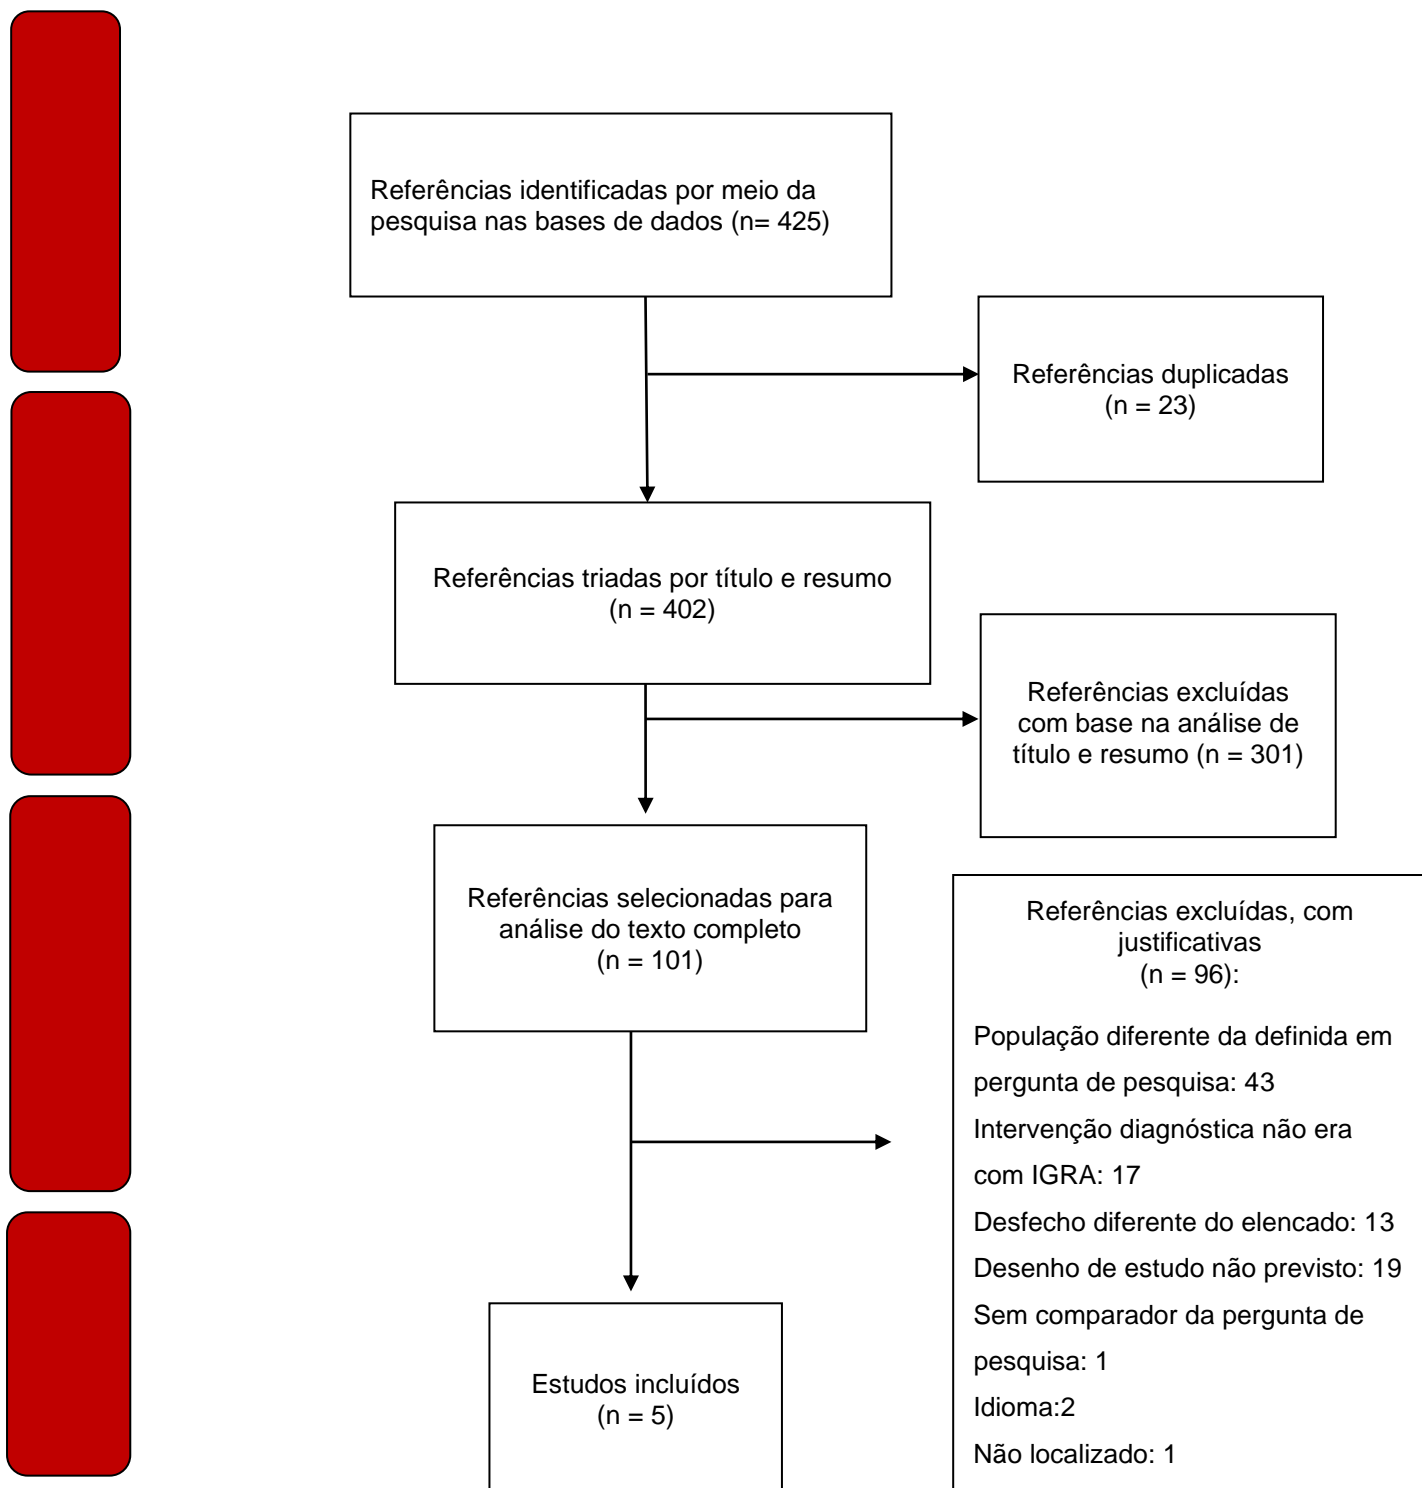 Referências identificadas por meio da
pesquisa nas bases de dados (n= 425)
Referências duplicadas
(n = 23)
Referências triadas por título e resumo
(n = 402)
Referências excluídas
com base na análise de
título e resumo (n = 301)
Referências selecionadas para
análise do texto completo
(n = 101)
Referências excluídas, com
justificativas
(n = 96):
População diferente da definida em
pergunta de pesquisa: 43
Intervenção diagnóstica não era
com IGRA: 17
Desfecho diferente do elencado: 13
Desenho de estudo não previsto: 19
Sem comparador da pergunta de
pesquisa: 1
Idioma:2
Não localizado: 1
Estudos incluídos
(n = 5)